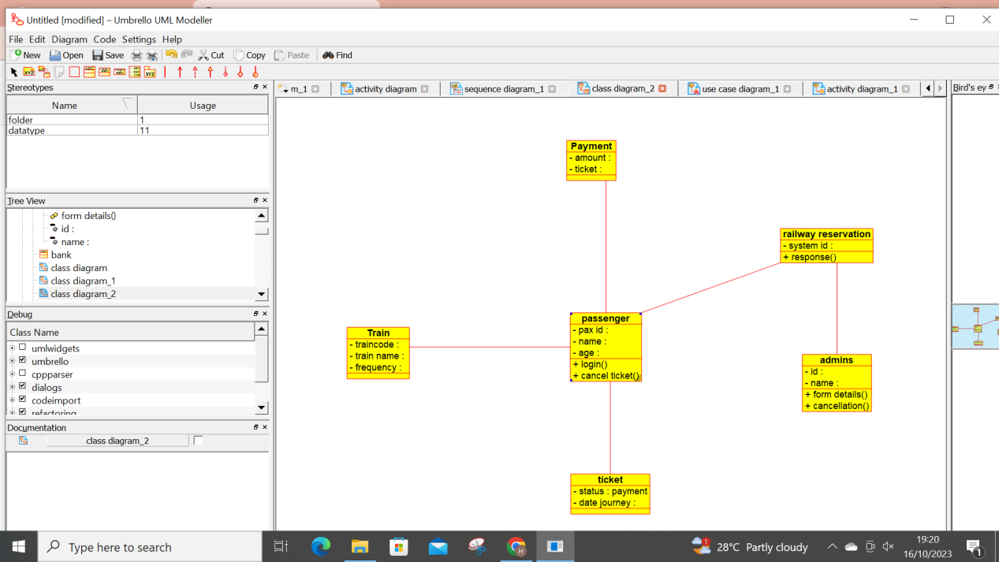 Untitled [modified] – Umbrello UML Modeller
File Edit Diagram Code Settings Help
New Open Save Cut Copy Paste Find
Stereotypes
Name Usage
folder 1
datatype 11
Tree View
form details()
id :
name :
bank
class diagram
class diagram_1
class diagram_2
Debug
Class Name
umlwidgets
umbrello
cppparser
dialogs
codeimport
refactoring
Documentation
class diagram_2
m_1 activity diagram sequence diagram_1 class diagram_2 use case diagram_1 activity diagram_1
Bird's ey
Payment
- amount :
- ticket :
railway reservation
- system id :
+ response()
passenger
- pax id :
- name :
- age :
+ login()
+ cancel ticket()
Train
- traincode :
- train name :
- frequency :
admins
- id :
- name :
+ form details()
+ cancellation()
ticket
- status : payment
- date journey :
Type here to search
H
1
28°C Partly cloudy
19:20
16/10/2023
1